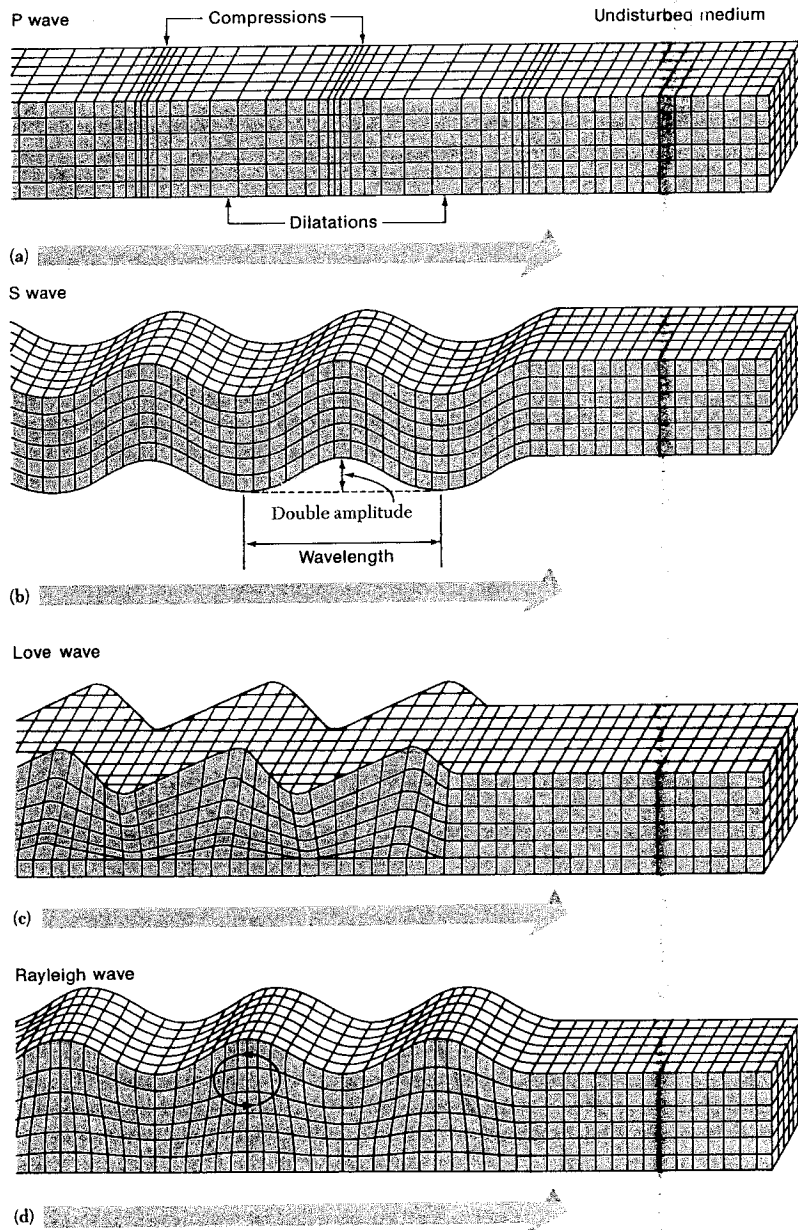 P wave
Compressions
Undisturbed medium
Dilatations
(a)
S wave
Double amplitude
Wavelength
(b)
Love wave
(c)
Rayleigh wave
(d)